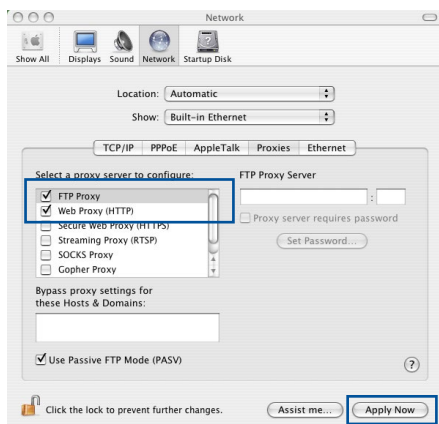 Network
Show All Displays Sound Network Startup Disk
Location: Automatic
Show: Built-in Ethernet
TCP/IP PPPoE AppleTalk Proxies Ethernet
Select a proxy server to configure: FTP Proxy Server
FTP Proxy
:
Web Proxy (HTTP)
Secure Web Proxy (HTTPS)
Proxy server requires password
Streaming Proxy (RTSP)
Set Password...
SOCKS Proxy
Gopher Proxy
Bypass proxy settings for
these Hosts & Domains:
Use Passive FTP Mode (PASV)
?
Click the lock to prevent further changes. Assist me... Apply Now